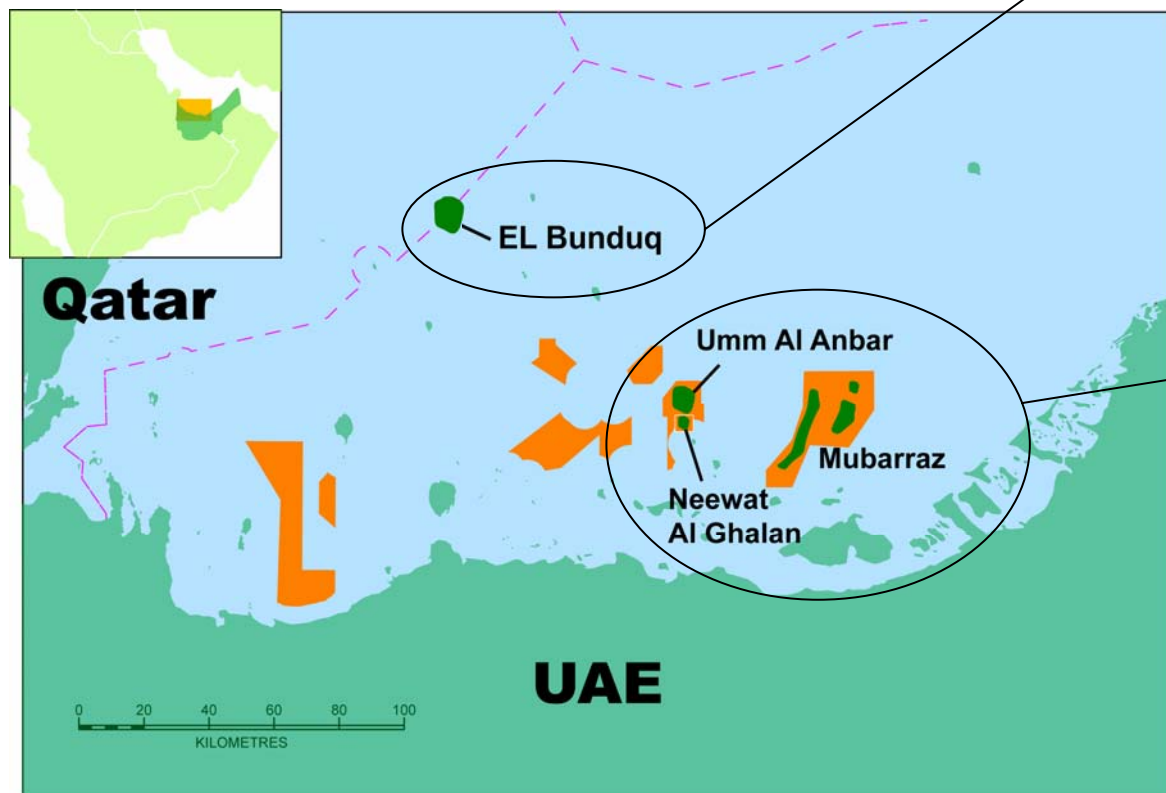 EL Bunduq
Qatar
Umm Al Anbar
Mubarraz
Neewat
Al Ghalan
UAE
0 20 40 60 80 100
KILOMETRES